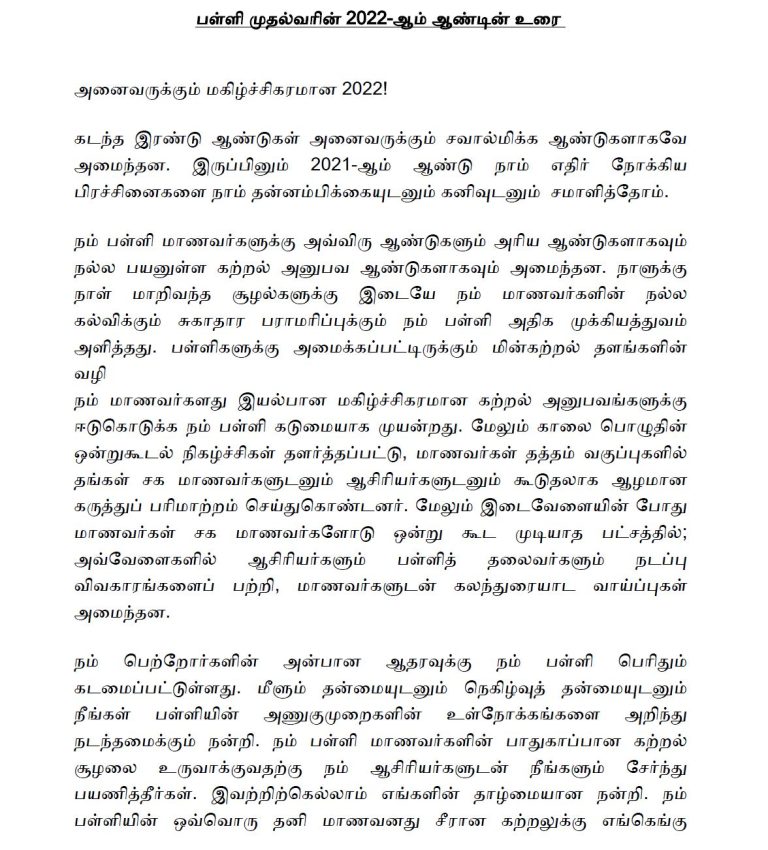 பள்ளி முதல்வரின் 2022-ஆம் ஆண்டின் உரை
அனைவருக்கும் மகிழ்ச்சிகரமான 2022!
கடந்த இரண்டு ஆண்டுகள் அனைவருக்கும் சவால்மிக்க ஆண்டுகளாகவே
அமைந்தன. இருப்பினும் 2021-ஆம் ஆண்டு நாம் எதிர் நோக்கிய
பிரச்சினைகளை நாம் தன்னம்பிக்கையுடனும் கனிவுடனும் சமாளித்தோம்.
நம் பள்ளி மாணவர்களுக்கு அவ்விரு ஆண்டுகளும் அரிய ஆண்டுகளாகவும்
நல்ல பயனுள்ள கற்றல் அனுபவ ஆண்டுகளாகவும் அமைந்தன. நாளுக்கு
நாள் மாறிவந்த சூழல்களுக்கு இடையே நம் மாணவர்களின் நல்ல
கல்விக்கும் சுகாதார பராமரிப்புக்கும் நம் பள்ளி அதிக முக்கியத்துவம்
அளித்தது. பள்ளிகளுக்கு அமைக்கப்பட்டிருக்கும் மின்கற்றல் தளங்களின்
வழி
நம் மாணவர்களது இயல்பான மகிழ்ச்சிகரமான கற்றல் அனுபவங்களுக்கு
ஈடுகொடுக்க நம் பள்ளி கடுமையாக முயன்றது. மேலும் காலை பொழுதின்
ஒன்றுகூடல் நிகழ்ச்சிகள் தளர்த்தப்பட்டு, மாணவர்கள் தத்தம் வகுப்புகளில்
தங்கள் சக மாணவர்களுடனும் ஆசிரியர்களுடனும் கூடுதலாக ஆழமான
கருத்துப் பரிமாற்றம் செய்துகொண்டனர். மேலும் இடைவேளையின் போது
மாணவர்கள் சக மாணவர்களோடு ஒன்று கூட முடியாத பட்சத்தில்;
அவ்வேளைகளில் ஆசிரியர்களும் பள்ளித் தலைவர்களும் நடப்பு
விவகாரங்களைப் பற்றி, மாணவர்களுடன் கலந்துரையாட வாய்ப்புகள்
அமைந்தன.
நம் பெற்றோர்களின் அன்பான ஆதரவுக்கு நம் பள்ளி பெரிதும்
கடமைப்பட்டுள்ளது. மீளும் தன்மையுடனும் நெகிழ்வுத் தன்மையுடனும்
நீங்கள் பள்ளியின் அணுகுமுறைகளின் உள்நோக்கங்களை அறிந்து
நடந்தமைக்கும் நன்றி. நம் பள்ளி மாணவர்களின் பாதுகாப்பான கற்றல்
சூழலை உருவாக்குவதற்கு நம் ஆசிரியர்களுடன் நீங்களும் சேர்ந்து
பயணித்தீர்கள். இவற்றிற்கெல்லாம் எங்களின் தாழ்மையான நன்றி. நம்
பள்ளியின் ஒவ்வொரு தனி மாணவனது சீரான கற்றலுக்கு எங்கெங்கு